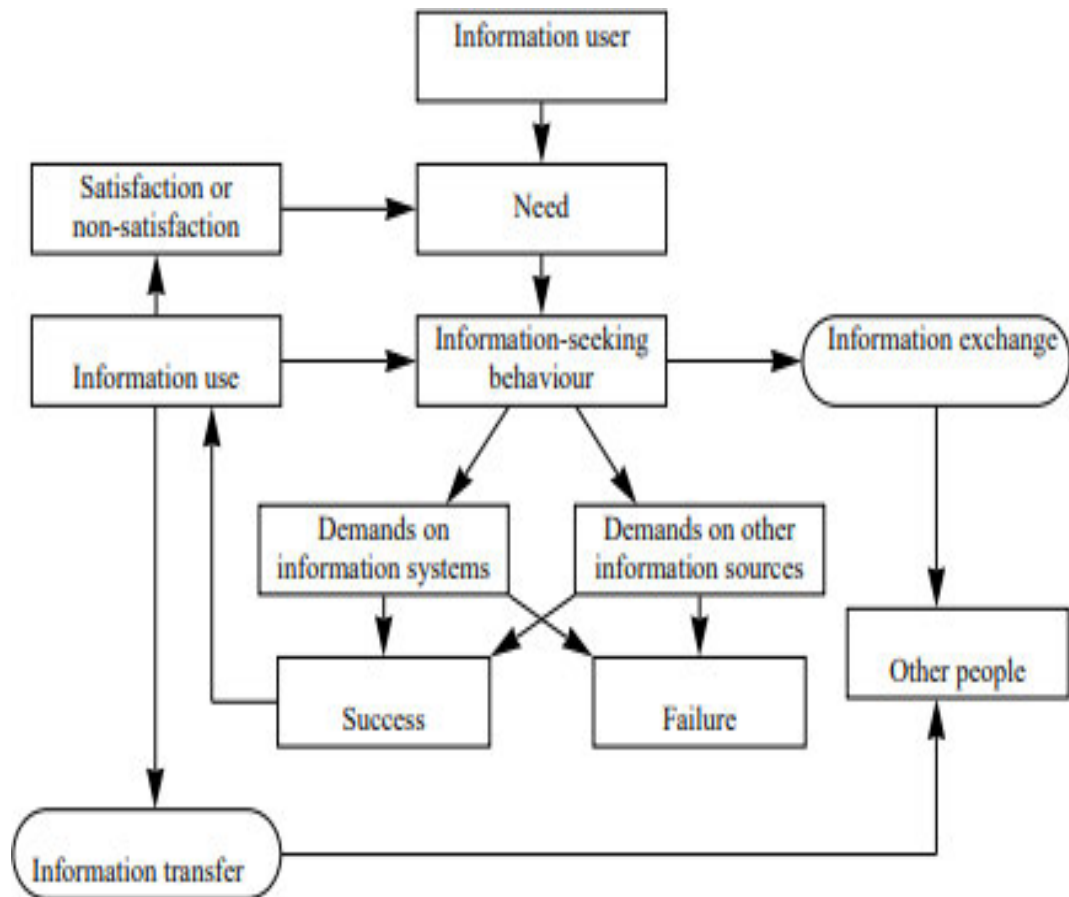 Information user
Satisfaction or
non-satisfaction
Need
Information use
Information-seeking
behaviour
Information exchange
Demands on
information systems
Demands on other
information sources
Other people
Success
Failure
Information transfer